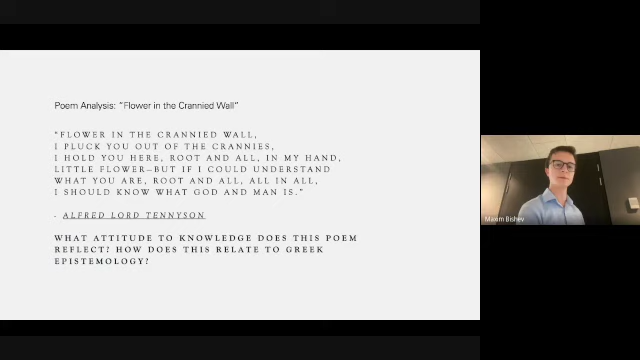 Poem Analysis: "Flower in the Crannied Wall"
"FLOWER IN THE CRANNIED WALL,
I PLUCK YOU OUT OF THE CRANNIES,
I HOLD YOU HERE, ROOT AND ALL, IN MY HAND,
LITTLE FLOWER—BUT IF I COULD UNDERSTAND
WHAT YOU ARE, ROOT AND ALL, ALL IN ALL,
I SHOULD KNOW WHAT GOD AND MAN IS."
- ALFRED LORD TENNYSON
WHAT ATTITUDE TO KNOWLEDGE DOES THIS POEM
REFLECT? HOW DOES THIS RELATE TO GREEK
EPISTEMOLOGY?
Maxim Bishev